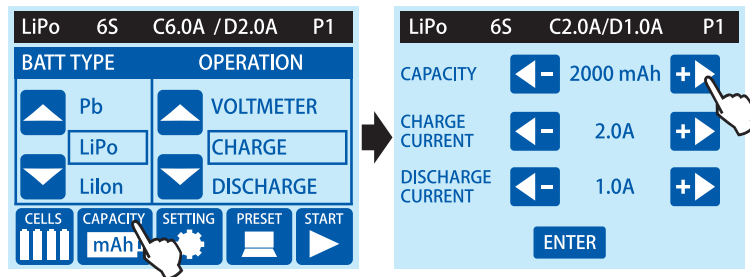 LiPo 6S C6.0A /D2.0A P1
BATT TYPE OPERATION
Pb VOLTMETER
LiPo CHARGE
LiIon DISCHARGE
CELLS CAPACITY SETTING PRESET START
mAh
LiPo 6S C2.0A/D1.0A P1
CAPACITY - 2000 mAh +
CHARGE
CURRENT - 2.0A +
DISCHARGE
CURRENT - 1.0A +
ENTER